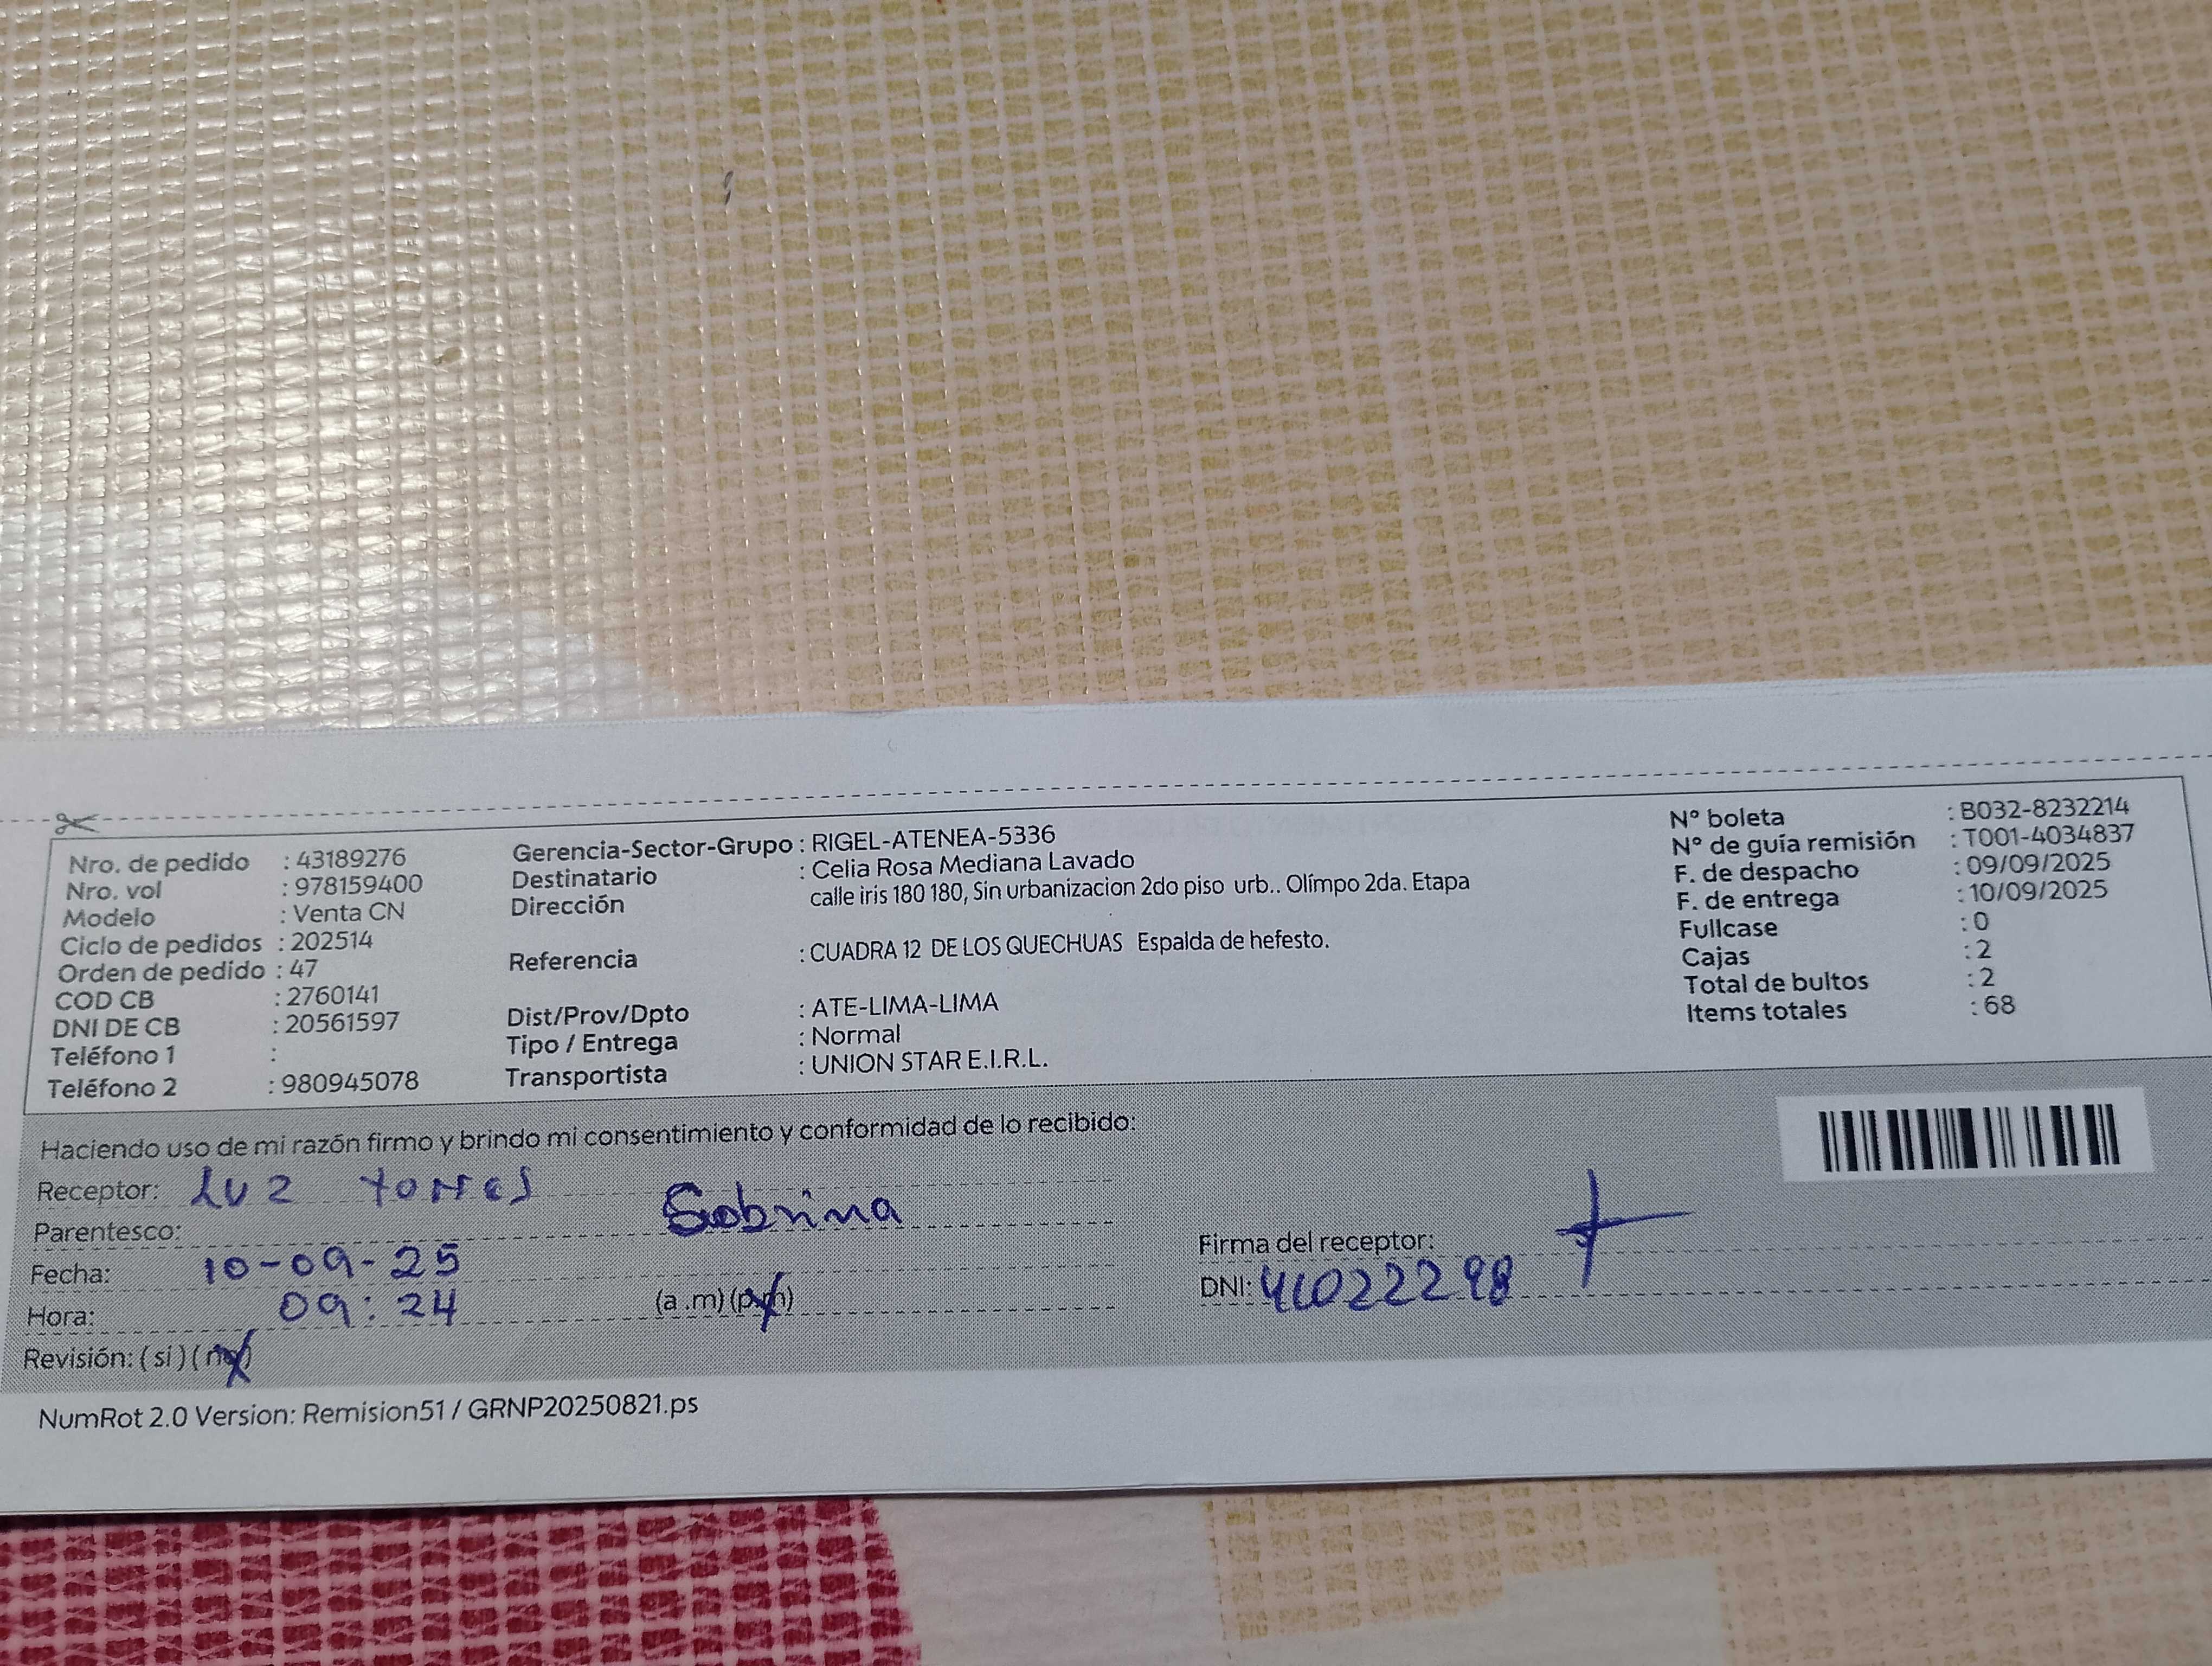 Nro. de pedido : 43189276
Nro. vol : 978159400
Modelo : Venta CN
Ciclo de pedidos : 202514
Orden de pedido : 47
COD CB : 2760141
DNI DE CB : 20561597
Teléfono 1 :
Teléfono 2 : 980945078
Gerencia-Sector-Grupo : RIGEL-ATENEA-5336
Destinatario : Celia Rosa Mediana Lavado
Dirección calle iris 180 180, Sin urbanizacion 2do piso urb.. Olímpo 2da. Etapa
Referencia : CUADRA 12 DE LOS QUECHUAS Espalda de hefesto.
Dist/Prov/Dpto : ATE-LIMA-LIMA
Tipo / Entrega : Normal
Transportista : UNION STAR E.I.R.L.
N° boleta : B032-8232214
N° de guía remisión : T001-4034837
F. de despacho : 09/09/2025
F. de entrega : 10/09/2025
Fullcase : 0
Cajas : 2
Total de bultos : 2
Items totales : 68
Haciendo uso de mi razón firmo y brindo mi consentimiento y conformidad de lo recibido:
Receptor: Luz torres
Parentesco: Sobrina
Fecha: 10-09-25
Hora: 09:24 (a.m) (p.m)
Revisión: (si) (no)
Firma del receptor:
DNI:
NumRot 2.0 Version: Remision51 / GRNP20250821.ps